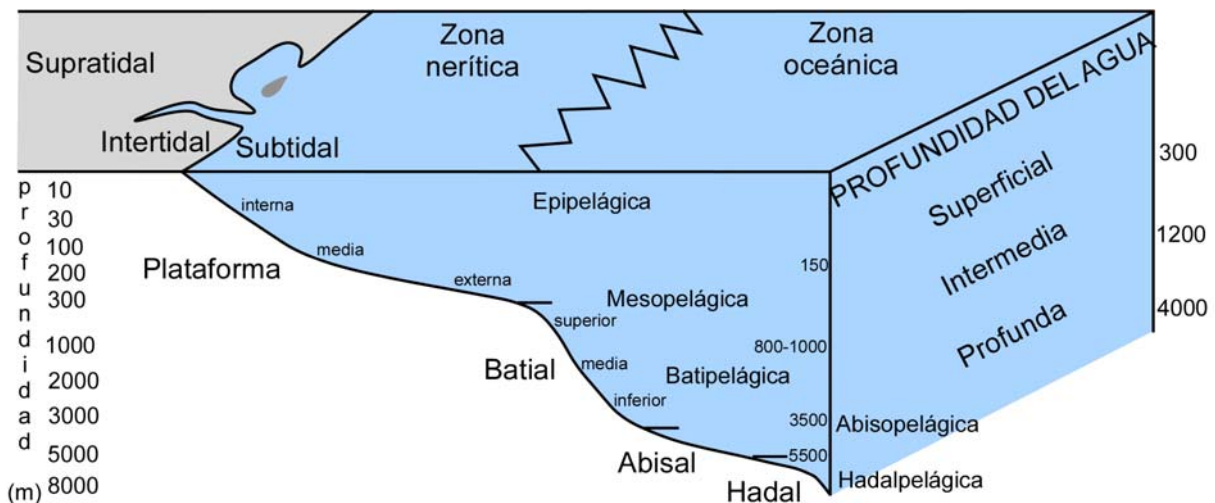 Supratidal
Zona
nerítica
Zona
oceánica
Intertidal
Subtidal
PROFUNDIDAD DEL AGUA
300
Superficial
1200
Intermedia
4000
Profunda
profundidad
(m)
10
30
100
200
300
1000
2000
3000
5000
8000
interna
media
externa
Plataforma
superior
media
inferior
Batial
Abisal
Hadal
Epipelágica
150
Mesopelágica
800-1000
Batipelágica
3500
Abisopelágica
5500
Hadalpelágica